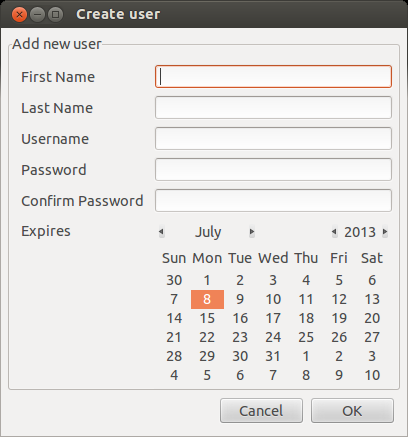 Create user
Add new user
First Name
Last Name
Username
Password
Confirm Password
Expires July 2013
Sun Mon Tue Wed Thu Fri Sat
30 1 2 3 4 5 6
7 8 9 10 11 12 13
14 15 16 17 18 19 20
21 22 23 24 25 26 27
28 29 30 31 1 2 3
4 5 6 7 8 9 10
Cancel OK